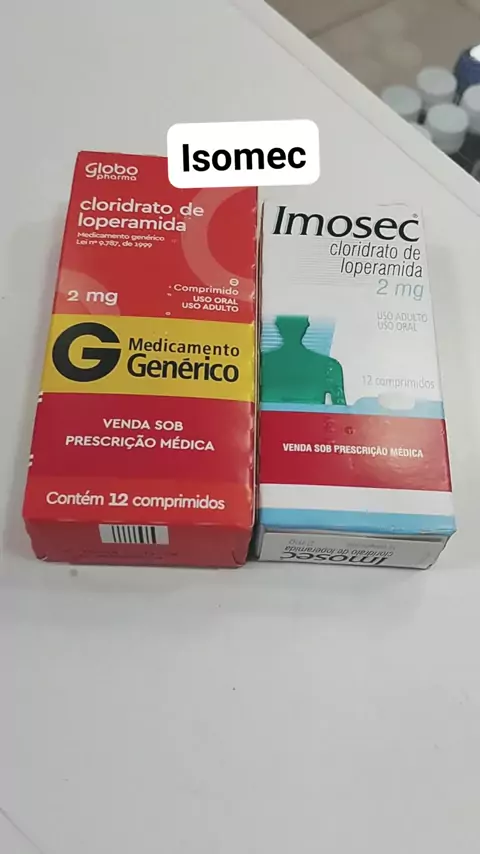 Isomec
Globo
pharma
cloridrato de
loperamida
Medicamento genérico
Lei nº 9.787, de 1999
2 mg
Comprimido
USO ORAL
USO ADULTO
G Medicamento
Genérico
VENDA SOB
PRESCRIÇÃO MÉDICA
Contém 12 comprimidos
Imosec®
cloridrato de
loperamida
2 mg
USO ADULTO
USO ORAL
12 comprimidos
VENDA SOB PRESCRIÇÃO MÉDICA
Imosec
cloridrato de loperamida
2 mg